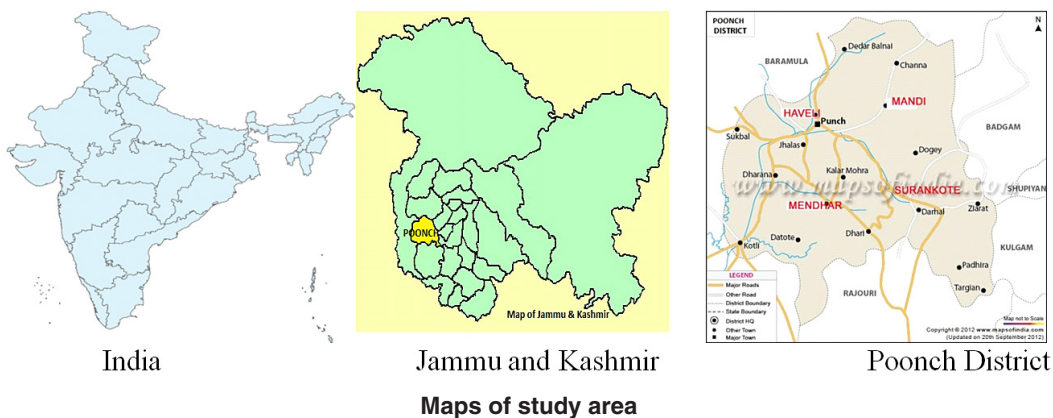 POONCH
DISTRICT
N
Dedar Balnai
BARAMULA
Channa
MANDI
HAVELI
Punch
BADGAM
Sukbal
Jhalas
Dogey
Dharana
Kalar Mohra
www.mapsofindia.com
SURANKOTE
SHUPIYAN
MENDHAR
Darhal
Ziarat
Datote
Dhari
Kotli
KULGAM
Padhira
Targian
RAJOURI
LEGEND
Major Roads
Other Road
District Boundary
State Boundary
District HQ
Other Town
Major Town
Map not to Scale
Copyright © 2012 www.mapsofindia.com
(Updated on 20th September 2012)
POONCH
Map of Jammu & Kashmir
India
Jammu and Kashmir
Poonch District
Maps of study area